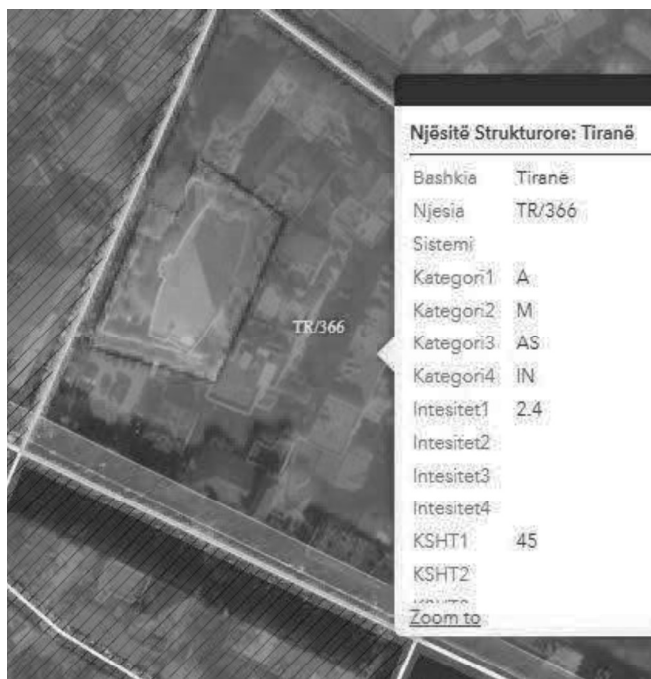 TR/366
Njësitë Strukturore: Tiranë
Bashkia Tiranë
Njesia TR/366
Sistemi
Kategori1 A
Kategori2 M
Kategori3 AS
Kategori4 IN
Intesitet1 2.4
Intesitet2
Intesitet3
Intesitet4
KSHT1 45
KSHT2
Zoom to